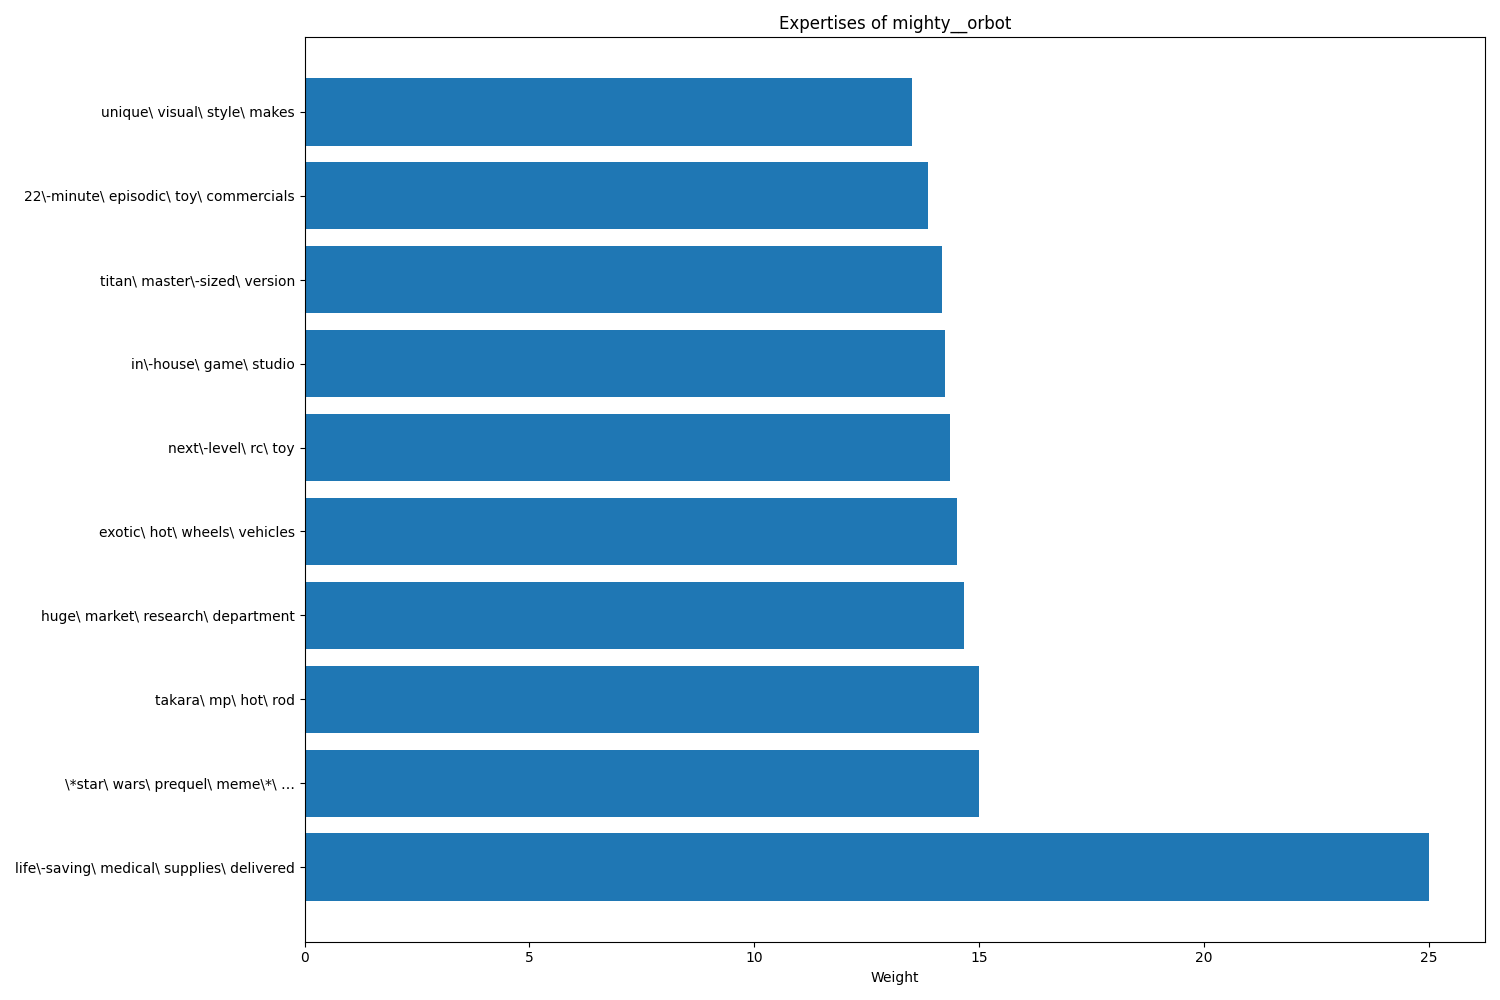 Expertises of mighty__orbot
unique\ visual\ style\ makes
22\-minute\ episodic\ toy\ commercials
titan\ master\-sized\ version
in\-house\ game\ studio
next\-level\ rc\ toy
exotic\ hot\ wheels\ vehicles
huge\ market\ research\ department
takara\ mp\ hot\ rod
\*star\ wars\ prequel\ meme\*\ ...
life\-saving\ medical\ supplies\ delivered
0 5 10 15 20 25
Weight